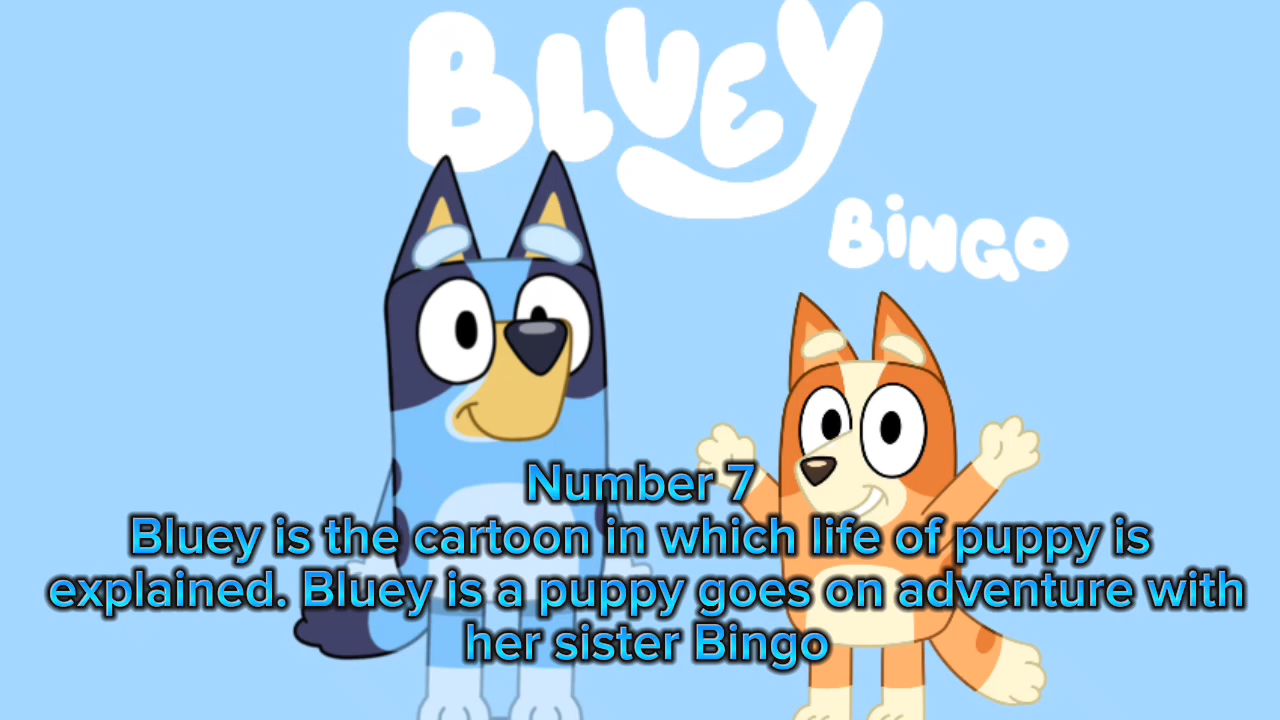 BLUEY
BiNGO
Number 7
Bluey is the cartoon in which life of puppy is
explained. Bluey is a puppy goes on adventure with
her sister Bingo